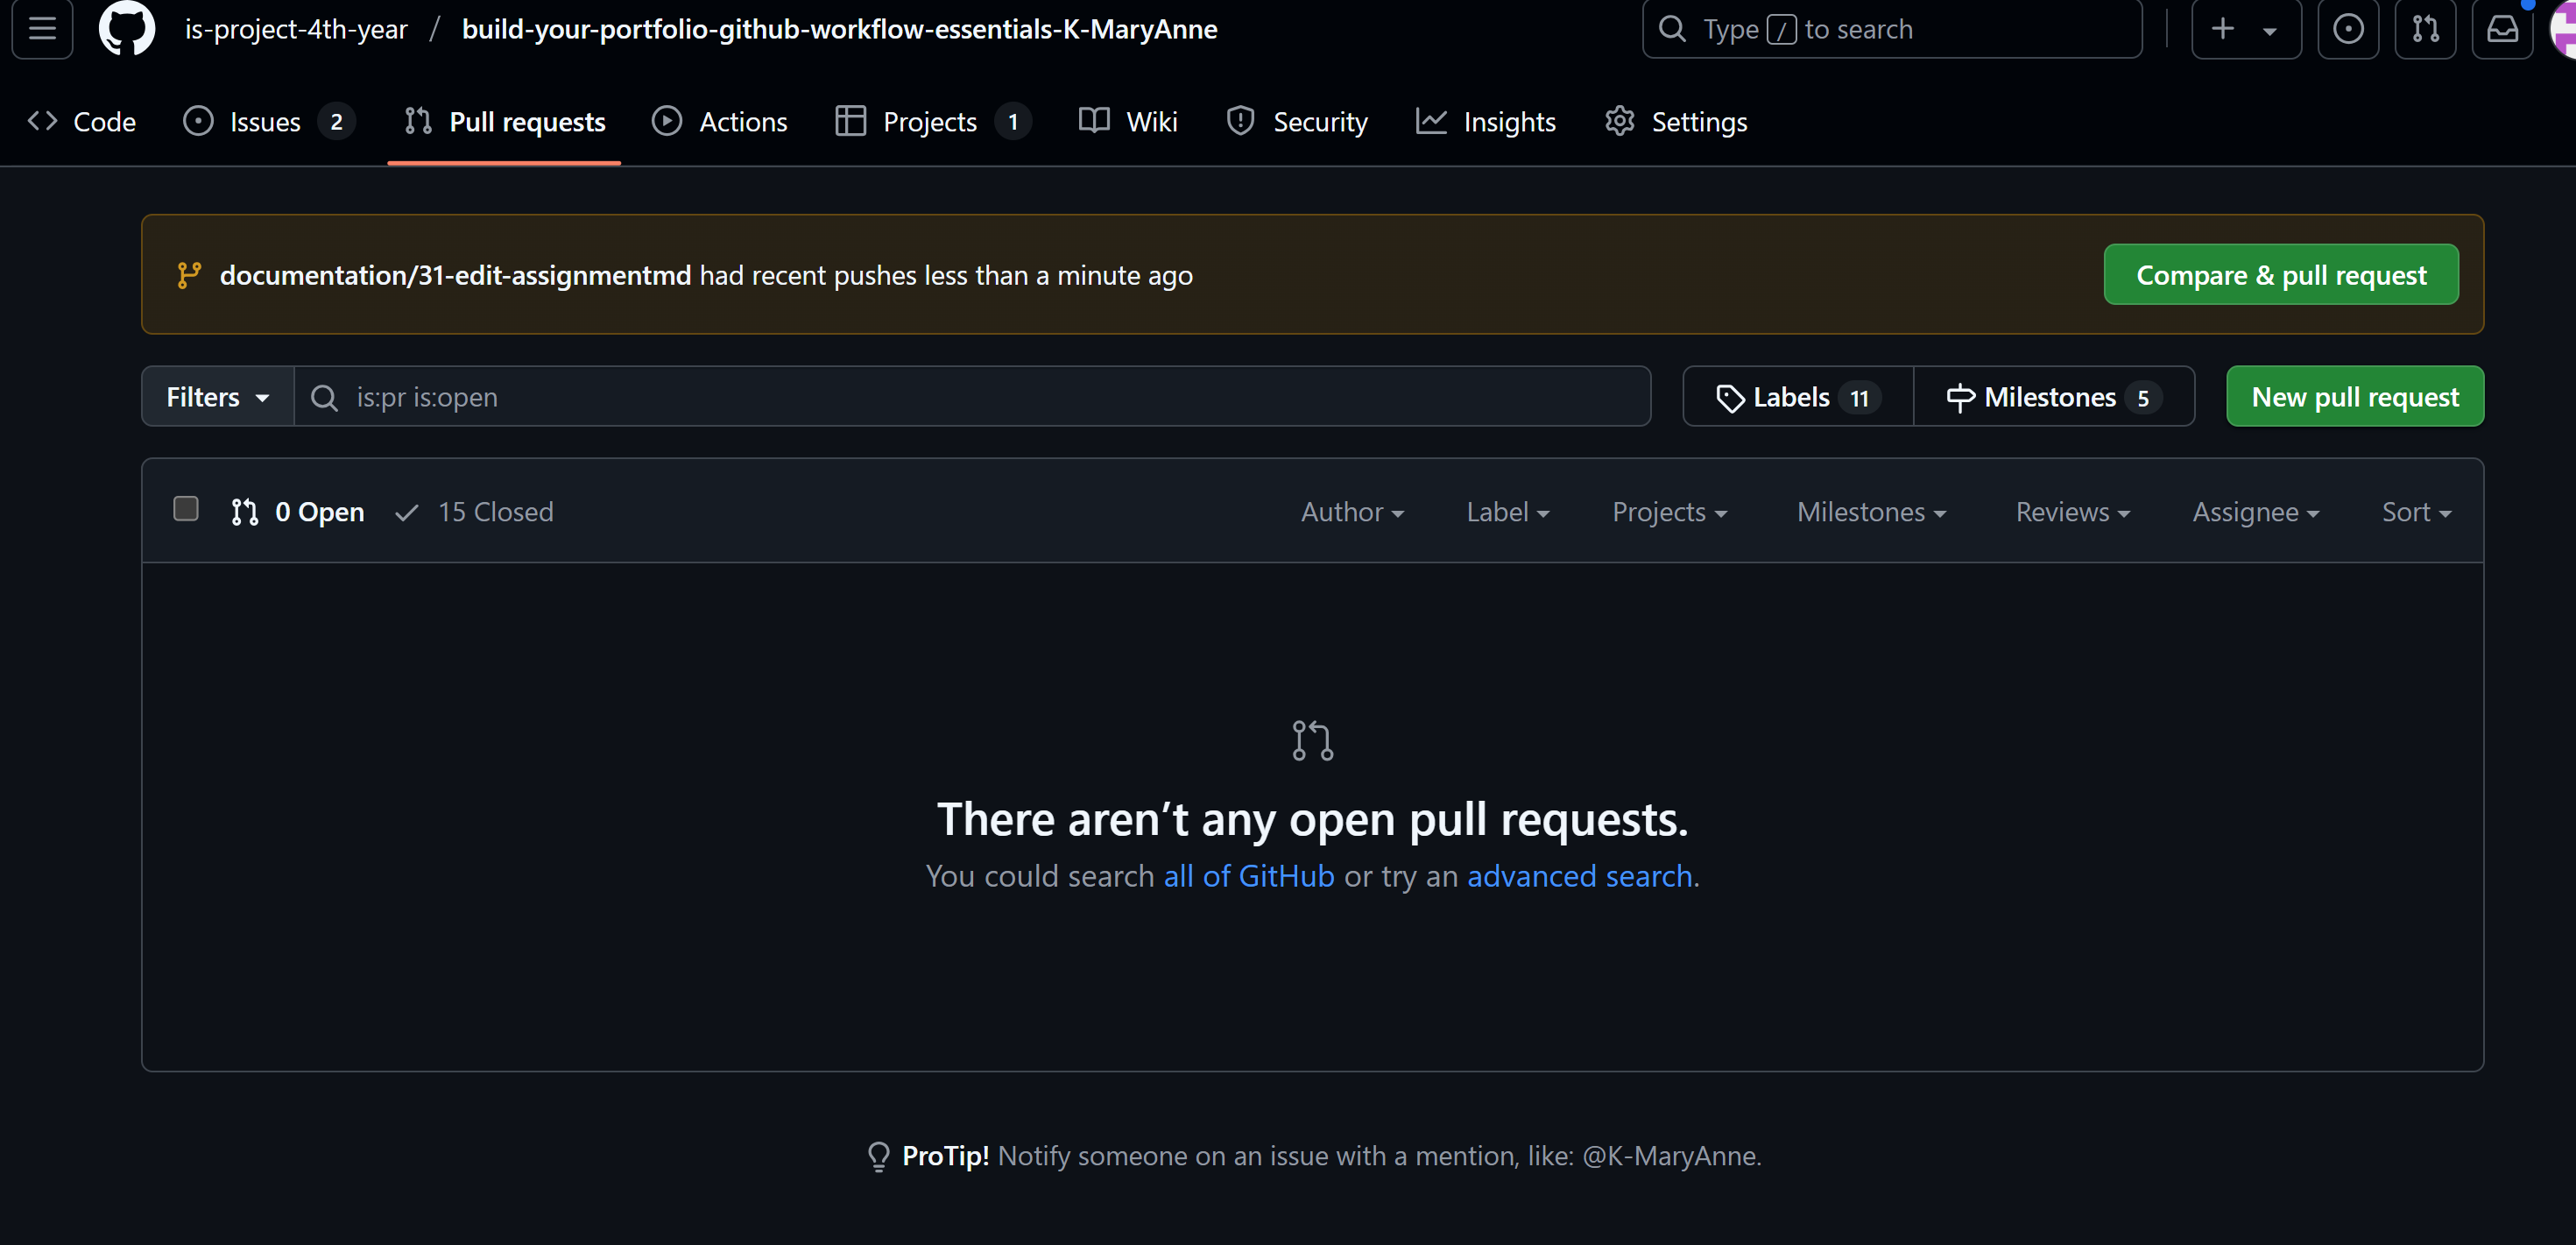 is-project-4th-year / build-your-portfolio-github-workflow-essentials-K-MaryAnne
Type / to search
Code
Issues 2
Pull requests
Actions
Projects 1
Wiki
Security
Insights
Settings
documentation/31-edit-assignmentmd had recent pushes less than a minute ago
Compare & pull request
Filters
is:pr is:open
Labels 11
Milestones 5
New pull request
0 Open
15 Closed
Author
Label
Projects
Milestones
Reviews
Assignee
Sort
There aren’t any open pull requests.
You could search all of GitHub or try an advanced search.
ProTip! Notify someone on an issue with a mention, like: @K-MaryAnne.